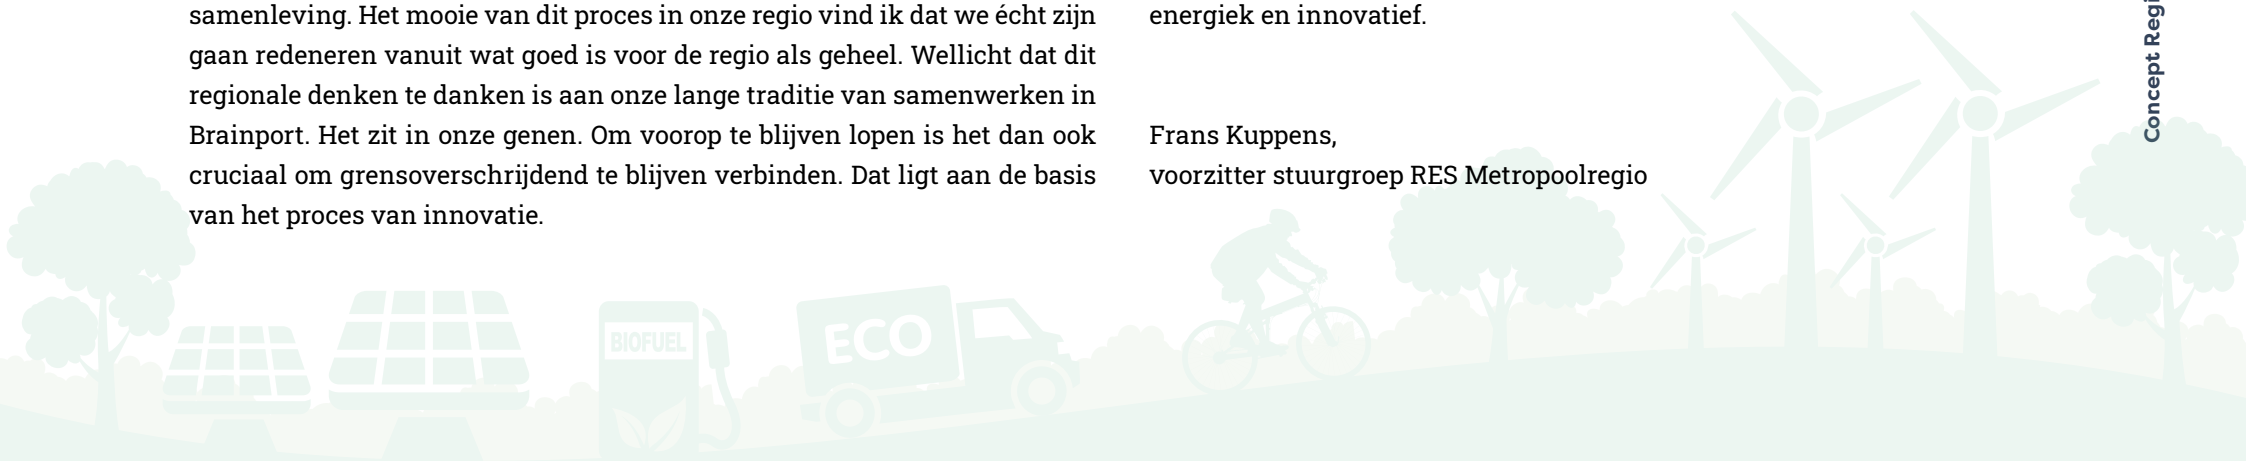 samenleving. Het mooie van dit proces in onze regio vind ik dat we écht zijn
gaan redeneren vanuit wat goed is voor de regio als geheel. Wellicht dat dit
regionale denken te danken is aan onze lange traditie van samenwerken in
Brainport. Het zit in onze genen. Om voorop te blijven lopen is het dan ook
cruciaal om grensoverschrijdend te blijven verbinden. Dat ligt aan de basis
van het proces van innovatie.
energiek en innovatief.
Frans Kuppens,
voorzitter stuurgroep RES Metropoolregio
Concept Regi
BIOFUEL
ECO